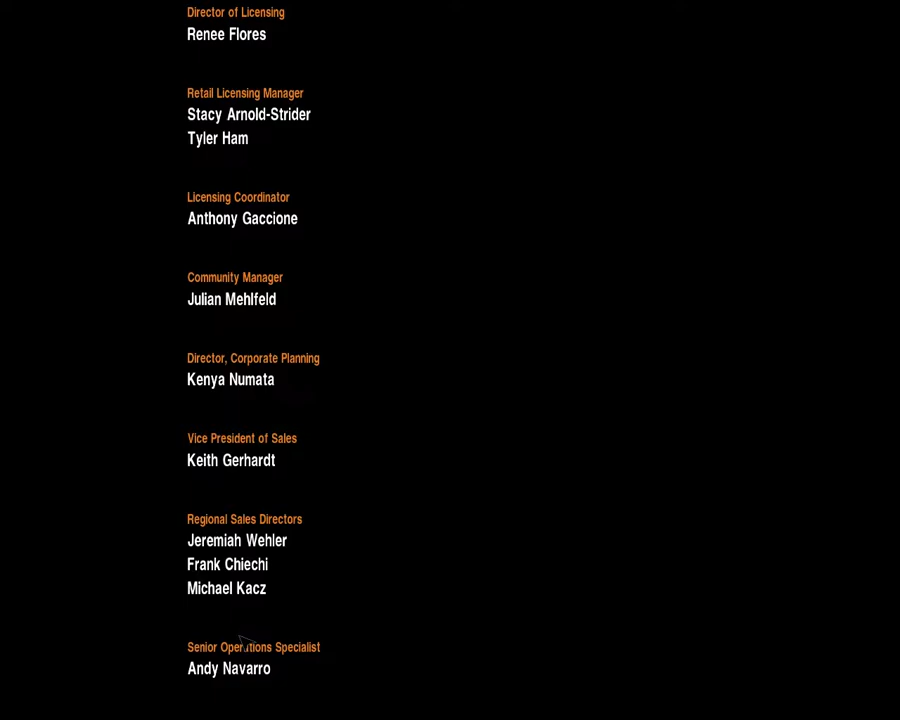 Director of Licensing
Renee Flores
Retail Licensing Manager
Stacy Arnold-Strider
Tyler Ham
Licensing Coordinator
Anthony Gaccione
Community Manager
Julian Mehlfeld
Director, Corporate Planning
Kenya Numata
Vice President of Sales
Keith Gerhardt
Regional Sales Directors
Jeremiah Wehler
Frank Chiechi
Michael Kacz
Senior Operations Specialist
Andy Navarro